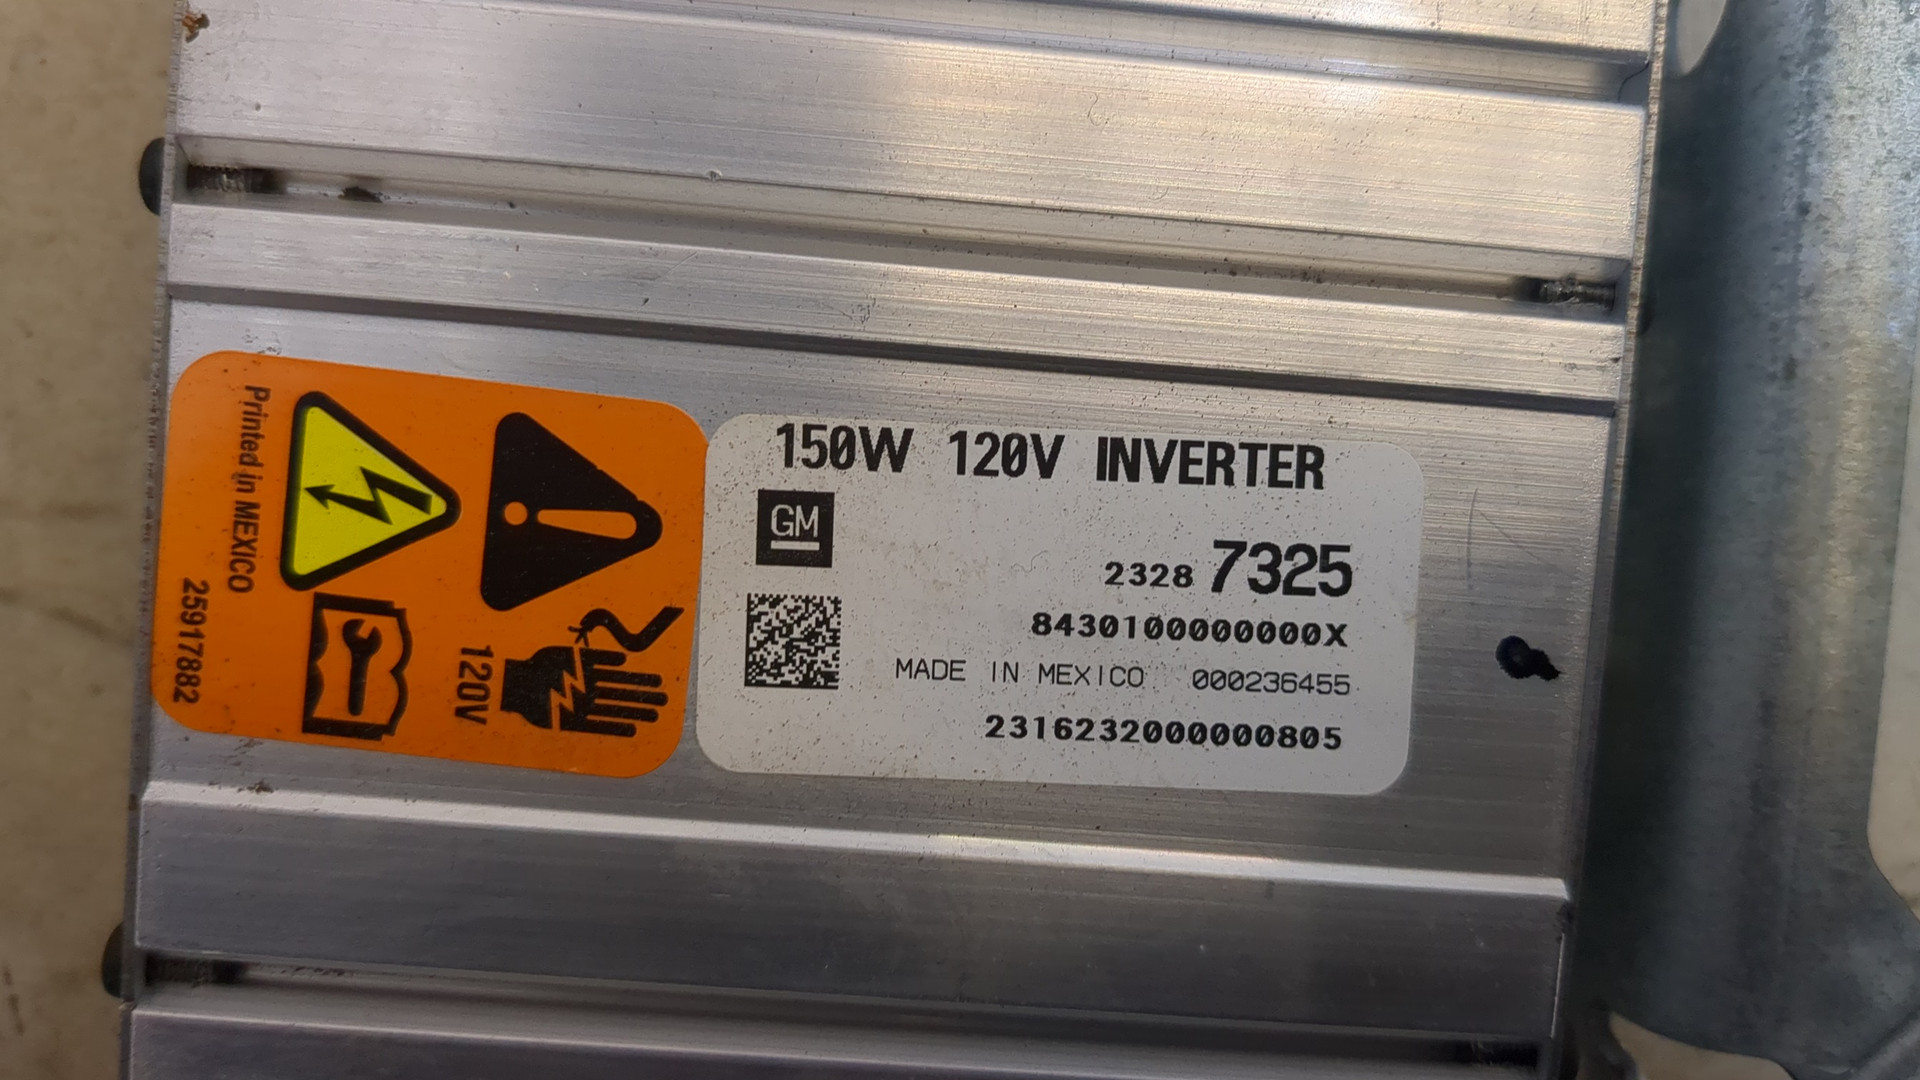 Printed in MEXICO
25917882
120V
150W 120V INVERTER
GM
2328 7325
8430100000000X
MADE IN MEXICO 000236455
2316232000000805